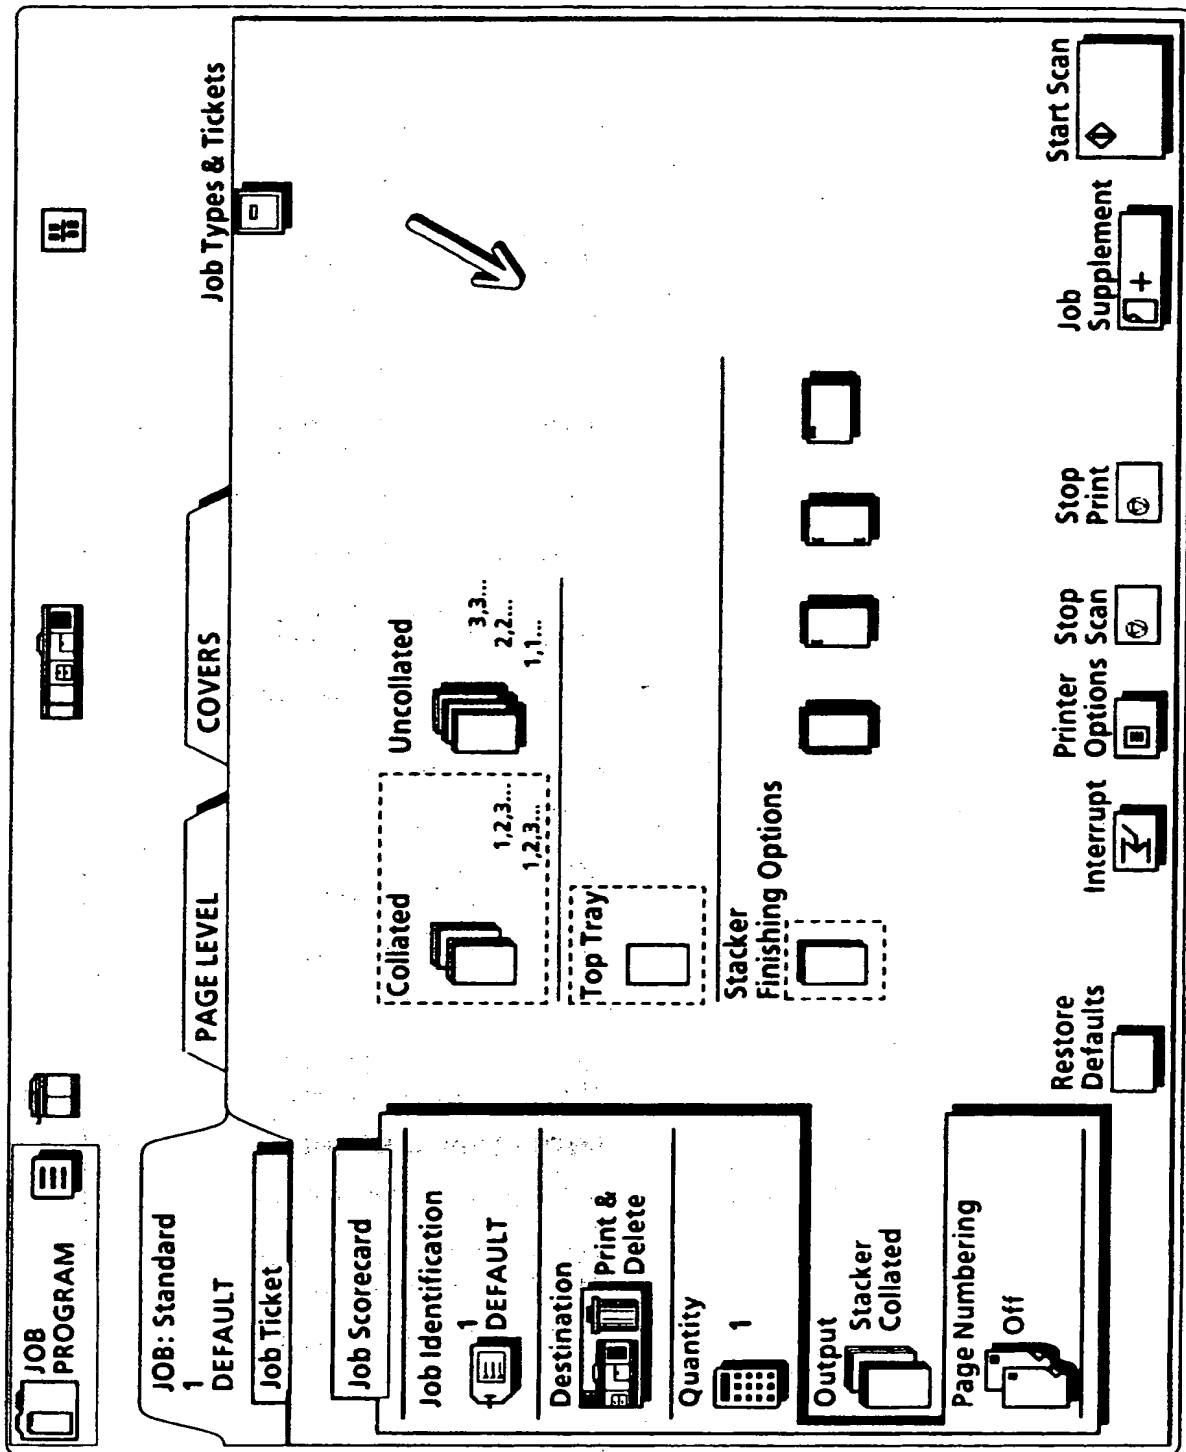 JOB
PROGRAM
JOB: Standard
1
DEFAULT
PAGE LEVEL
COVERS
Job Types & Tickets
Job Ticket
Job Scorecard
Job Identification
1
DEFAULT
Destination
Print &
Delete
Quantity
1
Output
Stacker
Collated
Page Numbering
Off
Collated
1,2,3...
1,2,3...
Uncollated
3,3...
2,2...
1,1...
Top Tray
Stacker
Finishing Options
Restore
Defaults
Interrupt
Printer
Options
Stop
Scan
Stop
Print
Job
Supplement
+
Start Scan